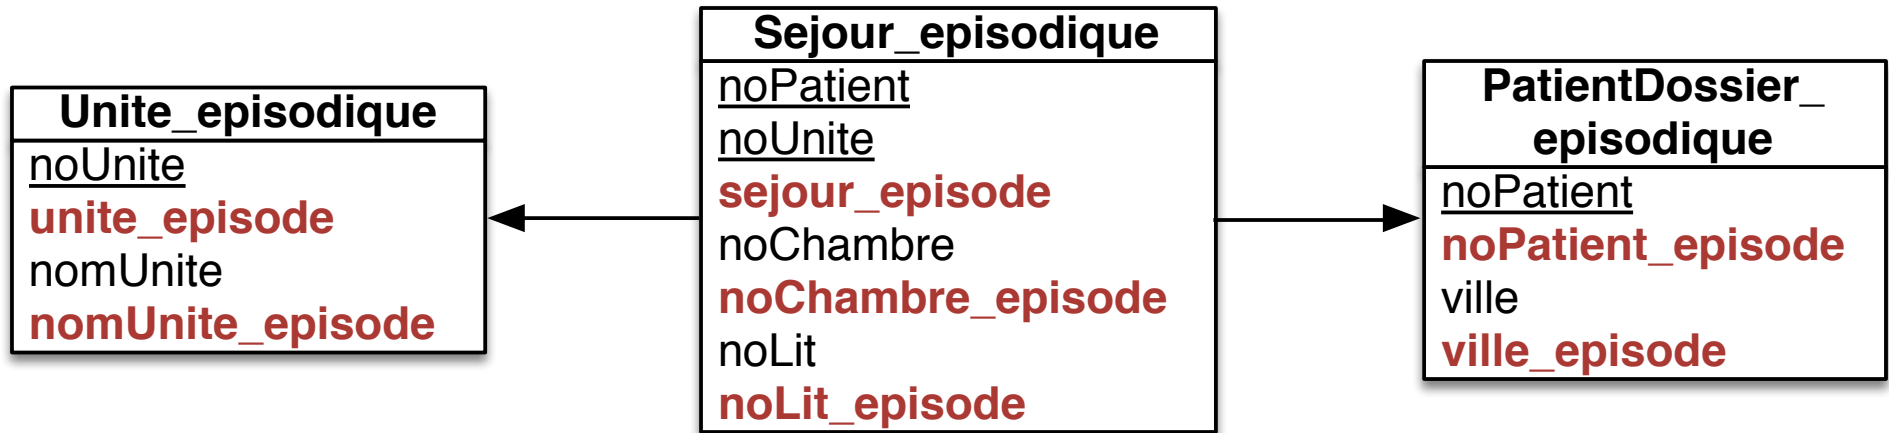 Unite_episodique
noUnite
unite_episode
nomUnite
nomUnite_episode
Sejour_episodique
noPatient
noUnite
sejour_episode
noChambre
noChambre_episode
noLit
noLit_episode
PatientDossier_
episodique
noPatient
noPatient_episode
ville
ville_episode